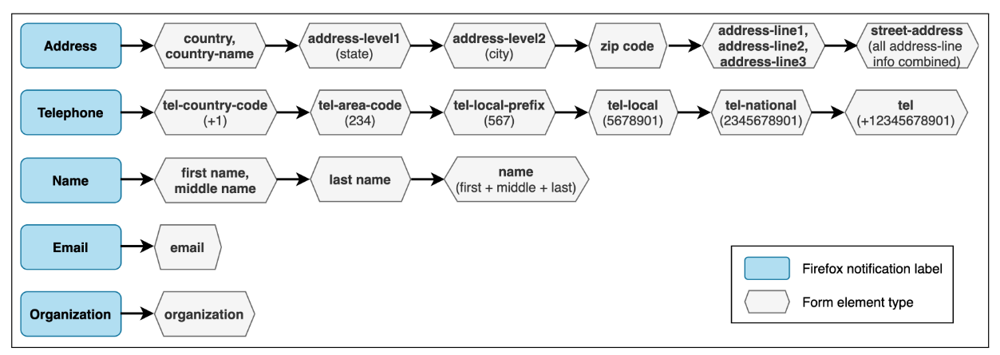 Address
country,
country-name
address-level1
(state)
address-level2
(city)
zip code
address-line1,
address-line2,
address-line3
street-address
(all address-line
info combined)
Telephone
tel-country-code
(+1)
tel-area-code
(234)
tel-local-prefix
(567)
tel-local
(5678901)
tel-national
(2345678901)
tel
(+12345678901)
Name
first name,
middle name
last name
name
(first + middle + last)
Email
email
Organization
organization
Firefox notification label
Form element type